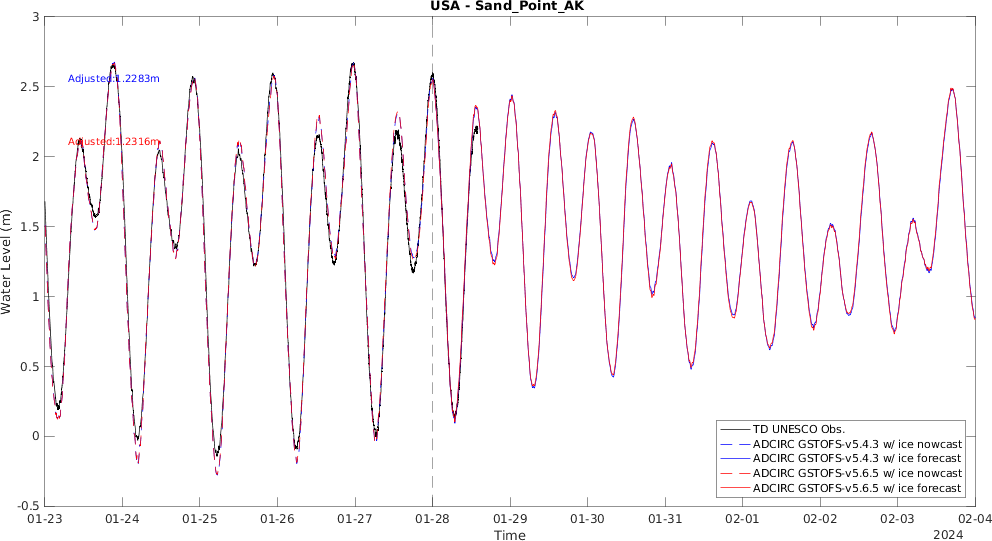 USA - Sand_Point_AK
Water Level (m)
3
2.5
2
1.5
1
0.5
0
-0.5
Adjusted:1.2283m
Adjusted:1.2316m
TD UNESCO Obs.
ADCIRC GSTOFS-v5.4.3 w/ ice nowcast
ADCIRC GSTOFS-v5.4.3 w/ ice forecast
ADCIRC GSTOFS-v5.6.5 w/ ice nowcast
ADCIRC GSTOFS-v5.6.5 w/ ice forecast
01-23 01-24 01-25 01-26 01-27 01-28 01-29 01-30 01-31 02-01 02-02 02-03 02-04
Time
2024